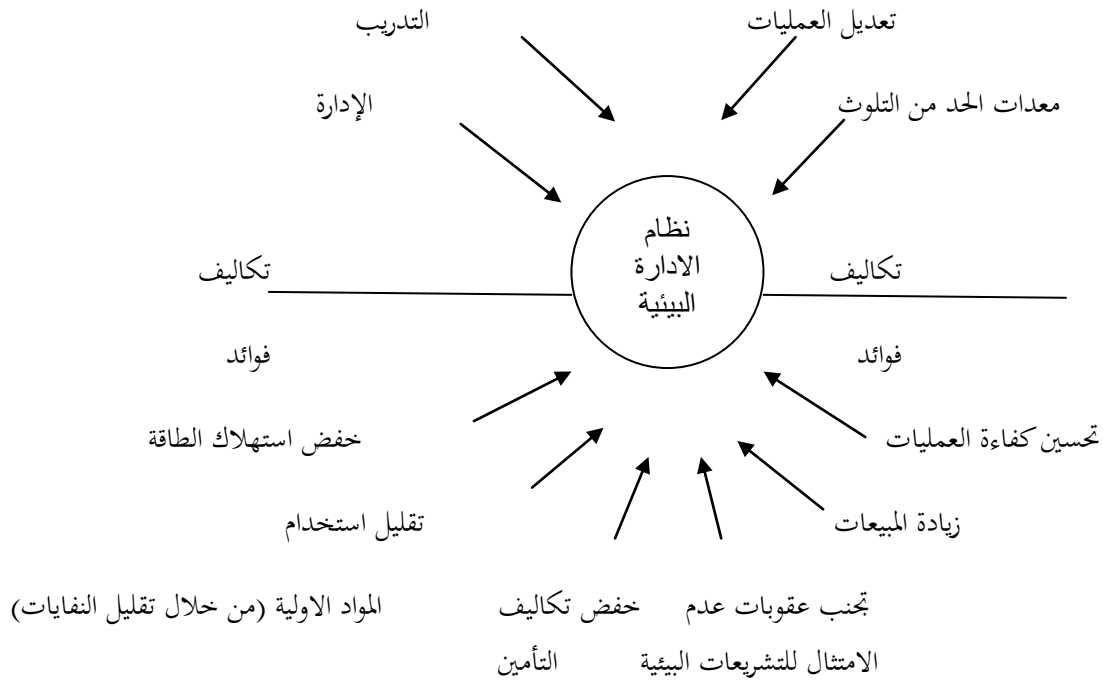 تعديل العمليات
التدريب
معدات الحد من التلوث
الإدارة
نظام
الادارة
البيئية
تكاليف
تكاليف
فوائد
فوائد
تحسين كفاءة العمليات
خفض استهلاك الطاقة
زيادة المبيعات
تقليل استخدام
تجنب عقوبات عدم
خفض تكاليف
المواد الاولية (من خلال تقليل النفايات)
الامتثال للتشريعات البيئية
التأمين